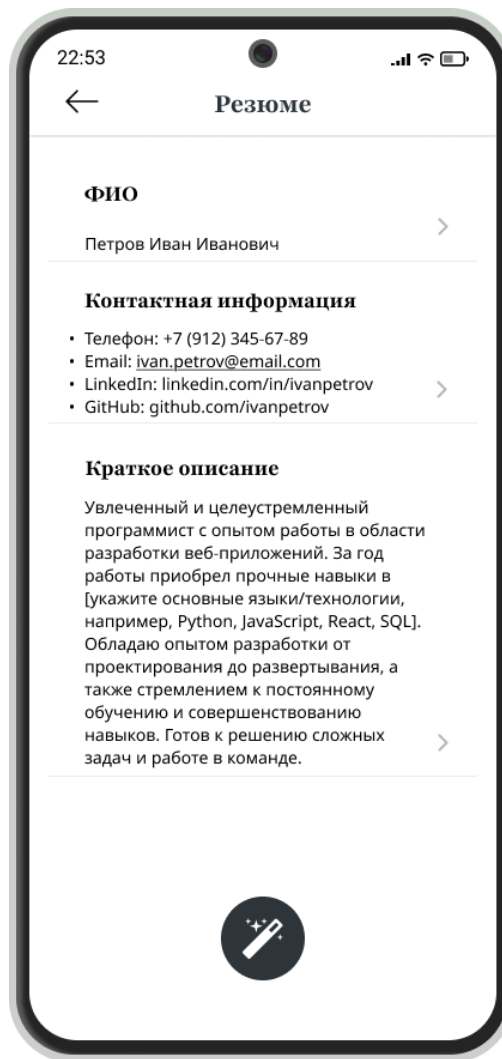 22:53
Резюме
ФИО
Петров Иван Иванович
Контактная информация
• Телефон: +7 (912) 345-67-89
• Email: ivan.petrov@email.com
• LinkedIn: linkedin.com/in/ivanpetrov
• GitHub: github.com/ivanpetrov
Краткое описание
Увлеченный и целеустремленный
программист с опытом работы в области
разработки веб-приложений. За год
работы приобрел прочные навыки в
[укажите основные языки/технологии,
например, Python, JavaScript, React, SQL].
Обладаю опытом разработки от
проектирования до развертывания, а
также стремлением к постоянному
обучению и совершенствованию
навыков. Готов к решению сложных
задач и работе в команде.